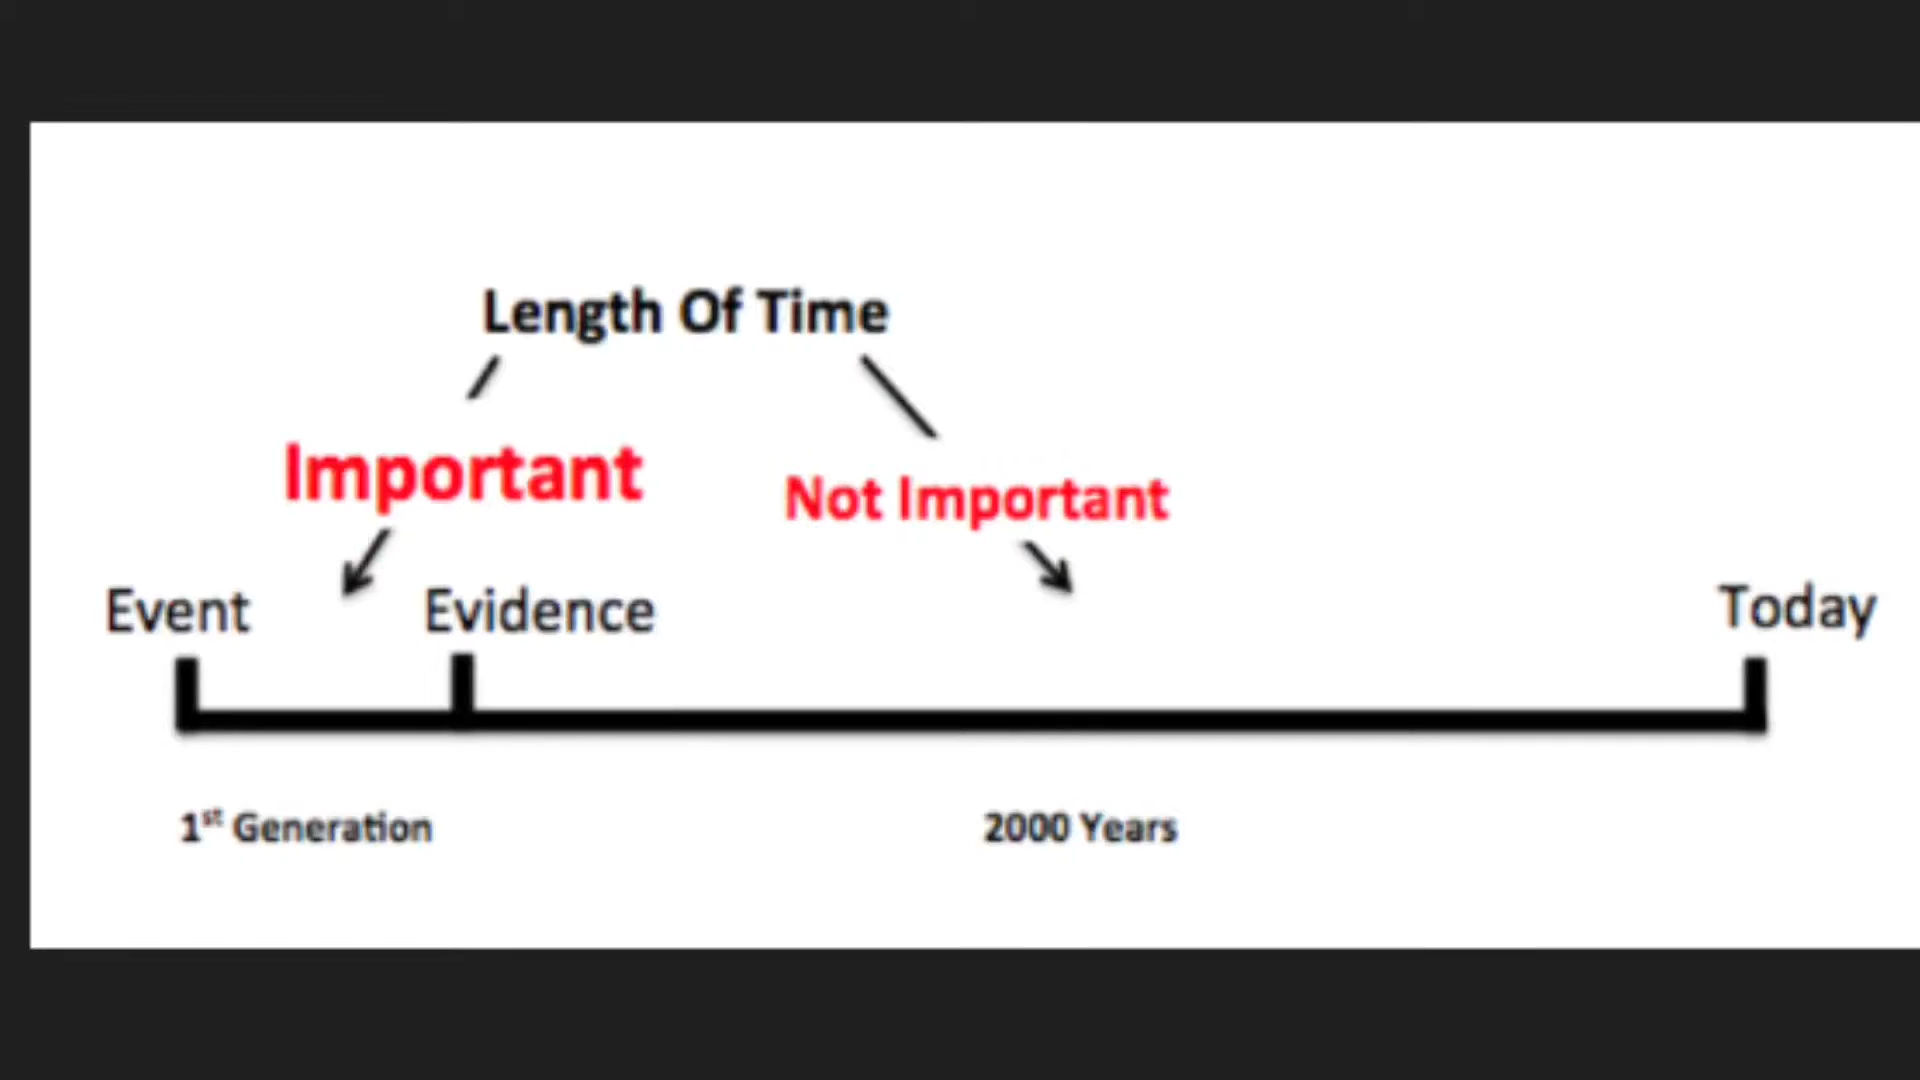 Length Of Time
Important
Not Important
Event
Evidence
Today
1st Generation
2000 Years